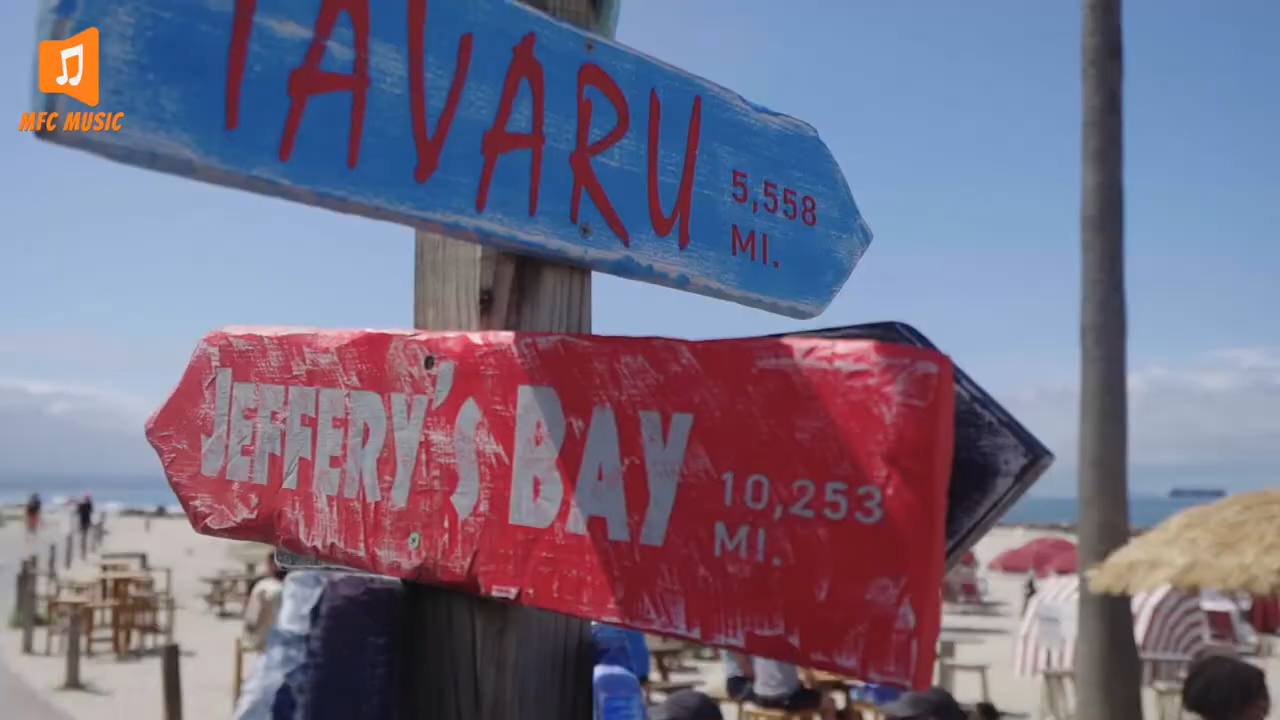 MFC MUSIC
TAVARU
5,558
MI.
JEFFERY'S BAY
10,253
MI.